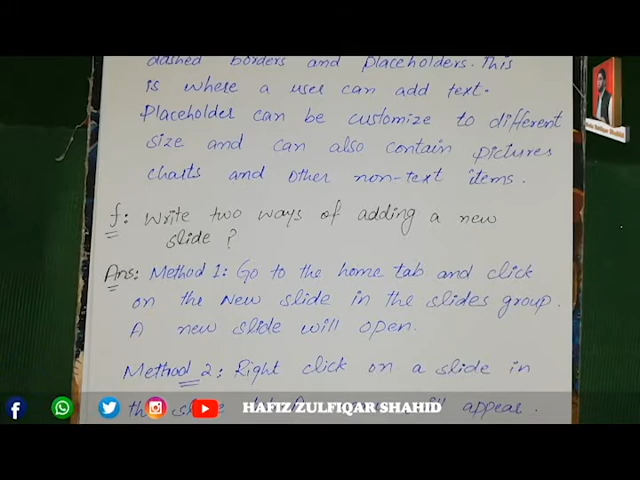 dashed borders and placeholders. This
is where a user can add text.
Placeholder can be customize to different
size and can also contain pictures
charts and other non-text items.
f: Write two ways of adding a new
slide ?
Ans: Method 1: Go to the home tab and click
on the New slide in the slides group.
A new slide will open.
Method 2: Right click on a slide in
the slide appear.
HAFIZ ZULFIQAR SHAHID